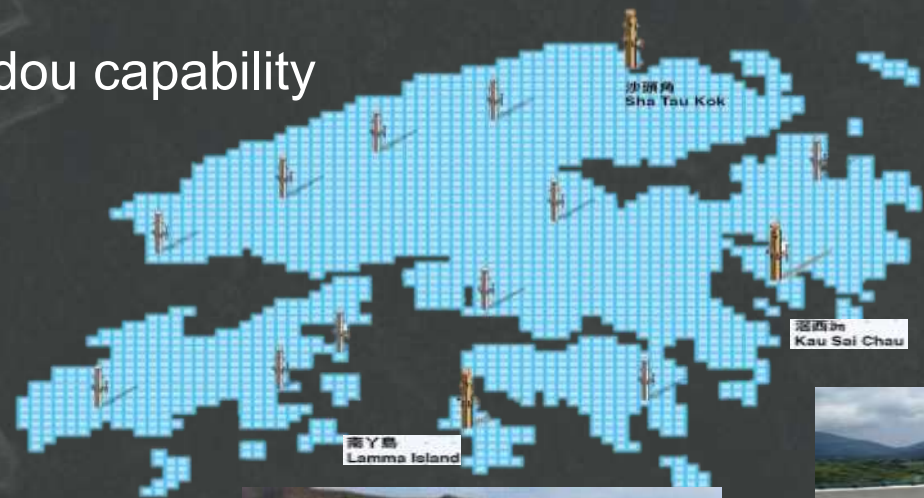 dou capability
沙頭角
Sha Tau Kok
滘西洲
Kau Sai Chau
南丫島
Lamma Island